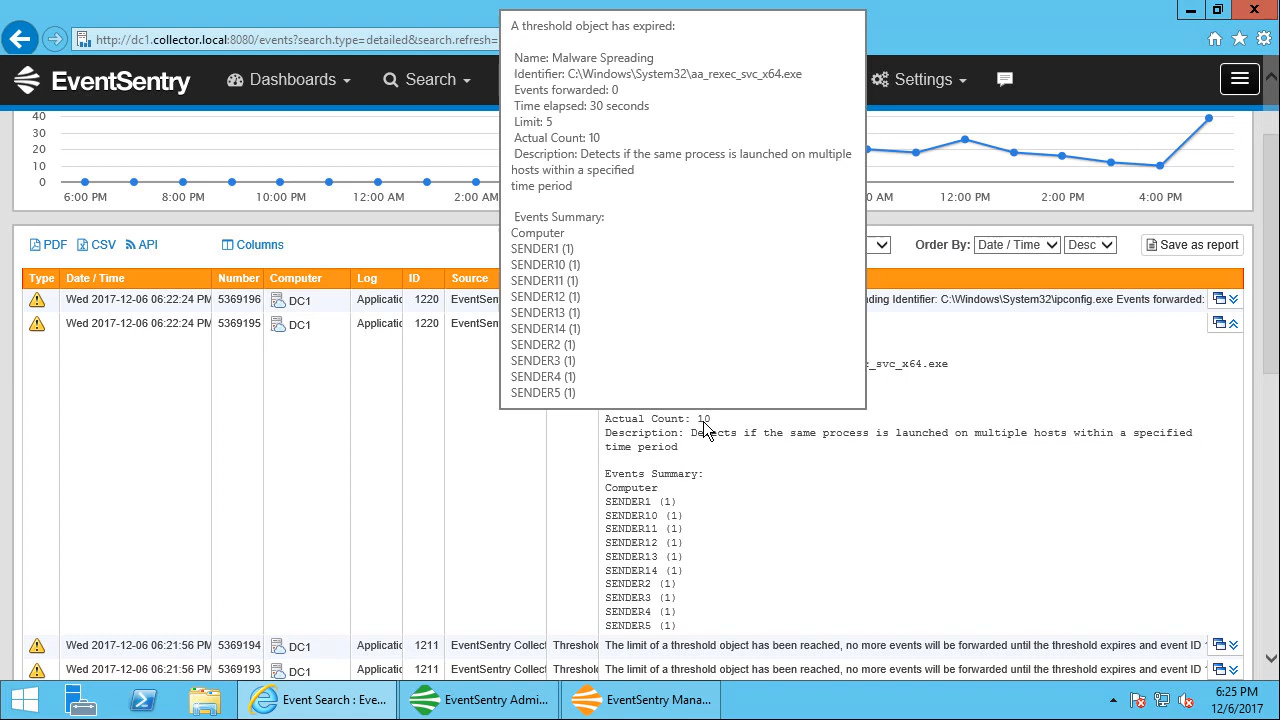 http://dc1.collector.local:8080/events?search.type=detailed&search.refresh=
EventSentry
Dashboards
Search
Settings
A threshold object has expired:
Name: Malware Spreading
Identifier: C:\Windows\System32\aa_rexec_svc_x64.exe
Events forwarded: 0
Time elapsed: 30 seconds
Limit: 5
Actual Count: 10
Description: Detects if the same process is launched on multiple
hosts within a specified
time period
Events Summary:
Computer
SENDER1 (1)
SENDER10 (1)
SENDER11 (1)
SENDER12 (1)
SENDER13 (1)
SENDER14 (1)
SENDER2 (1)
SENDER3 (1)
SENDER4 (1)
SENDER5 (1)
40
30
20
10
0
6:00 PM 8:00 PM 10:00 PM 12:00 AM 2:00 AM AM 12:00 PM 2:00 PM 4:00 PM
PDF CSV API Columns Order By: Date / Time Desc Save as report
Type Date / Time Number Computer Log ID Source
Wed 2017-12-06 06:22:24 PM 5369196 DC1 Applicatic 1220 EventSen ding Identifier: C:\Windows\System32\ipconfig.exe Events forwarded:
Wed 2017-12-06 06:22:24 PM 5369195 DC1 Applicatic 1220 EventSen
_svc_x64.exe
Actual Count: 10
Description: Detects if the same process is launched on multiple hosts within a specified
time period
Events Summary:
Computer
SENDER1 (1)
SENDER10 (1)
SENDER11 (1)
SENDER12 (1)
SENDER13 (1)
SENDER14 (1)
SENDER2 (1)
SENDER3 (1)
SENDER4 (1)
SENDER5 (1)
Wed 2017-12-06 06:21:56 PM 5369194 DC1 Applicatic 1211 EventSentry Collect Threshold The limit of a threshold object has been reached, no more events will be forwarded until the threshold expires and event ID
Wed 2017-12-06 06:21:56 PM 5369193 DC1 Applicatic 1211 EventSentry Collect Threshold The limit of a threshold object has been reached, no more events will be forwarded until the threshold expires and event ID
Event Search : Eve... EventSentry Admi... EventSentry Mana...
6:25 PM
12/6/2017